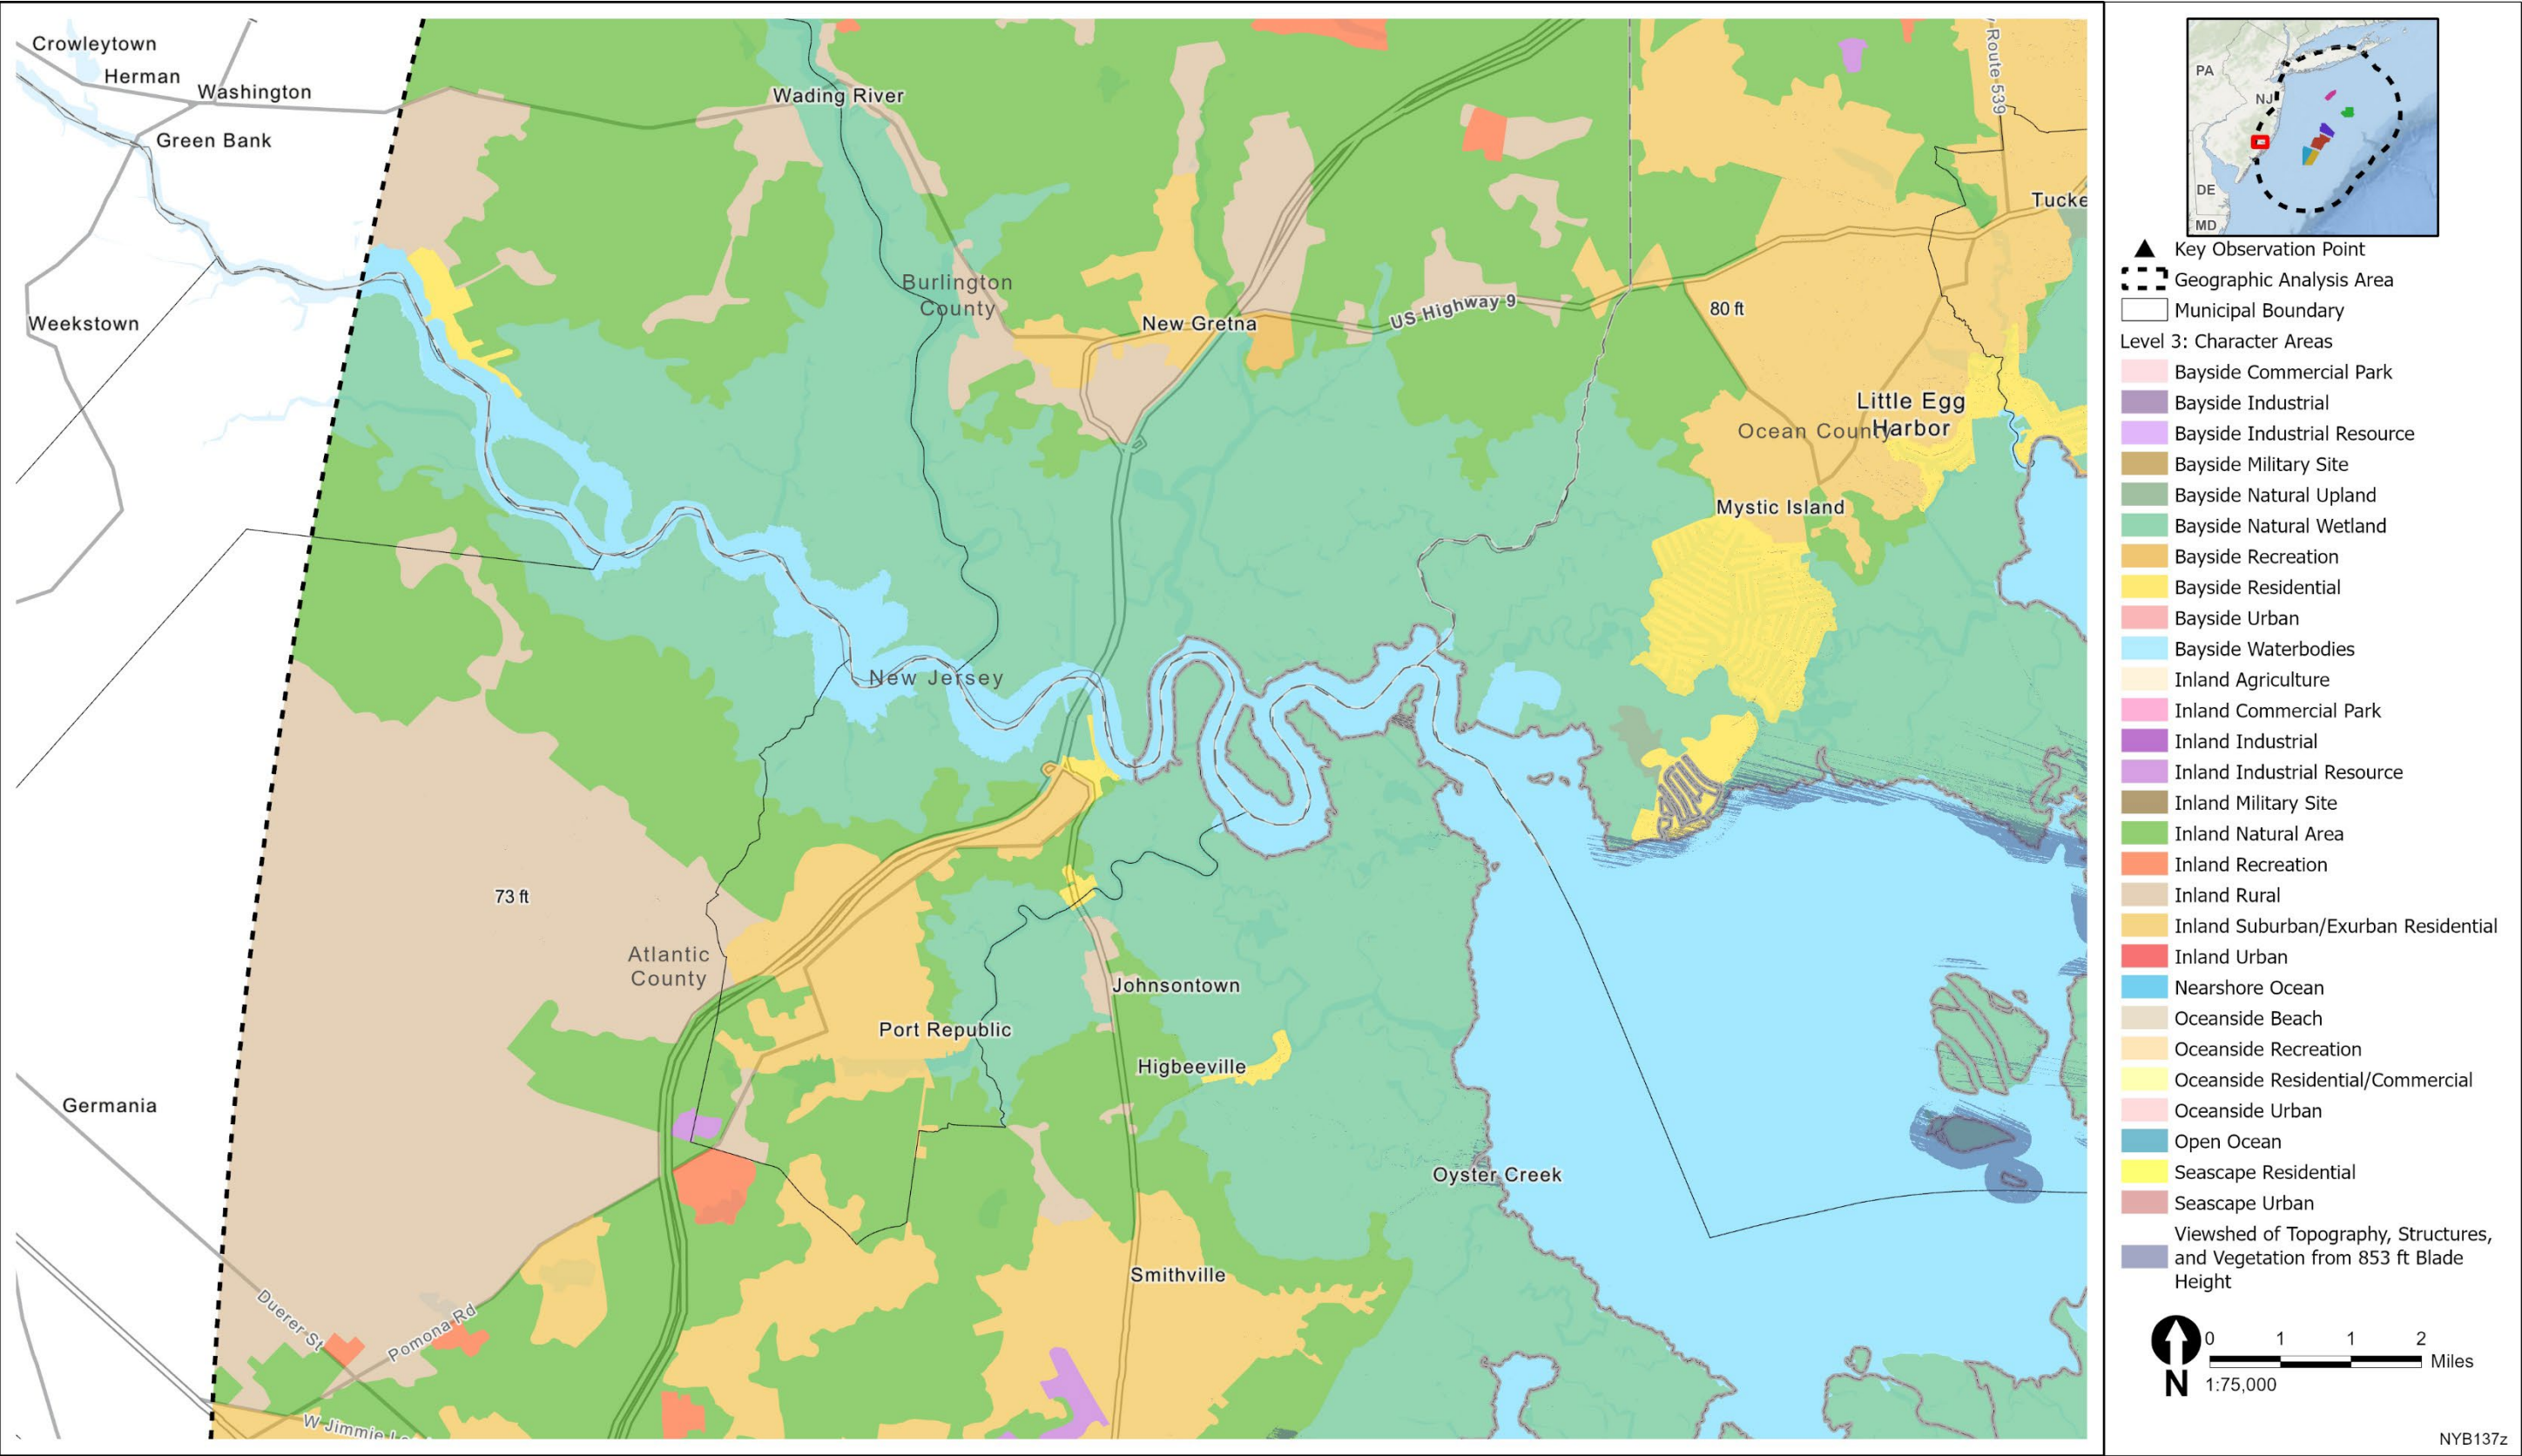 Crowleytown
Herman
Washington
Green Bank
Weekstown
Germania
Wading River
Burlington
County
New Gretna
US Highway 9
Route 539
Tucke
80 ft
Little Egg
Harbor
Ocean County
Mystic Island
New Jersey
73 ft
Atlantic
County
Johnsontown
Port Republic
Higbeeville
Oyster Creek
Smithville
Duerer St
Pomona Rd
W Jimmie
PA
NJ
DE
MD
Key Observation Point
Geographic Analysis Area
Municipal Boundary
Level 3: Character Areas
Bayside Commercial Park
Bayside Industrial
Bayside Industrial Resource
Bayside Military Site
Bayside Natural Upland
Bayside Natural Wetland
Bayside Recreation
Bayside Residential
Bayside Urban
Bayside Waterbodies
Inland Agriculture
Inland Commercial Park
Inland Industrial
Inland Industrial Resource
Inland Military Site
Inland Natural Area
Inland Recreation
Inland Rural
Inland Suburban/Exurban Residential
Inland Urban
Nearshore Ocean
Oceanside Beach
Oceanside Recreation
Oceanside Residential/Commercial
Oceanside Urban
Open Ocean
Seascape Residential
Seascape Urban
Viewshed of Topography, Structures,
and Vegetation from 853 ft Blade
Height
0 1 1 2
Miles
N 1:75,000
NYB137z